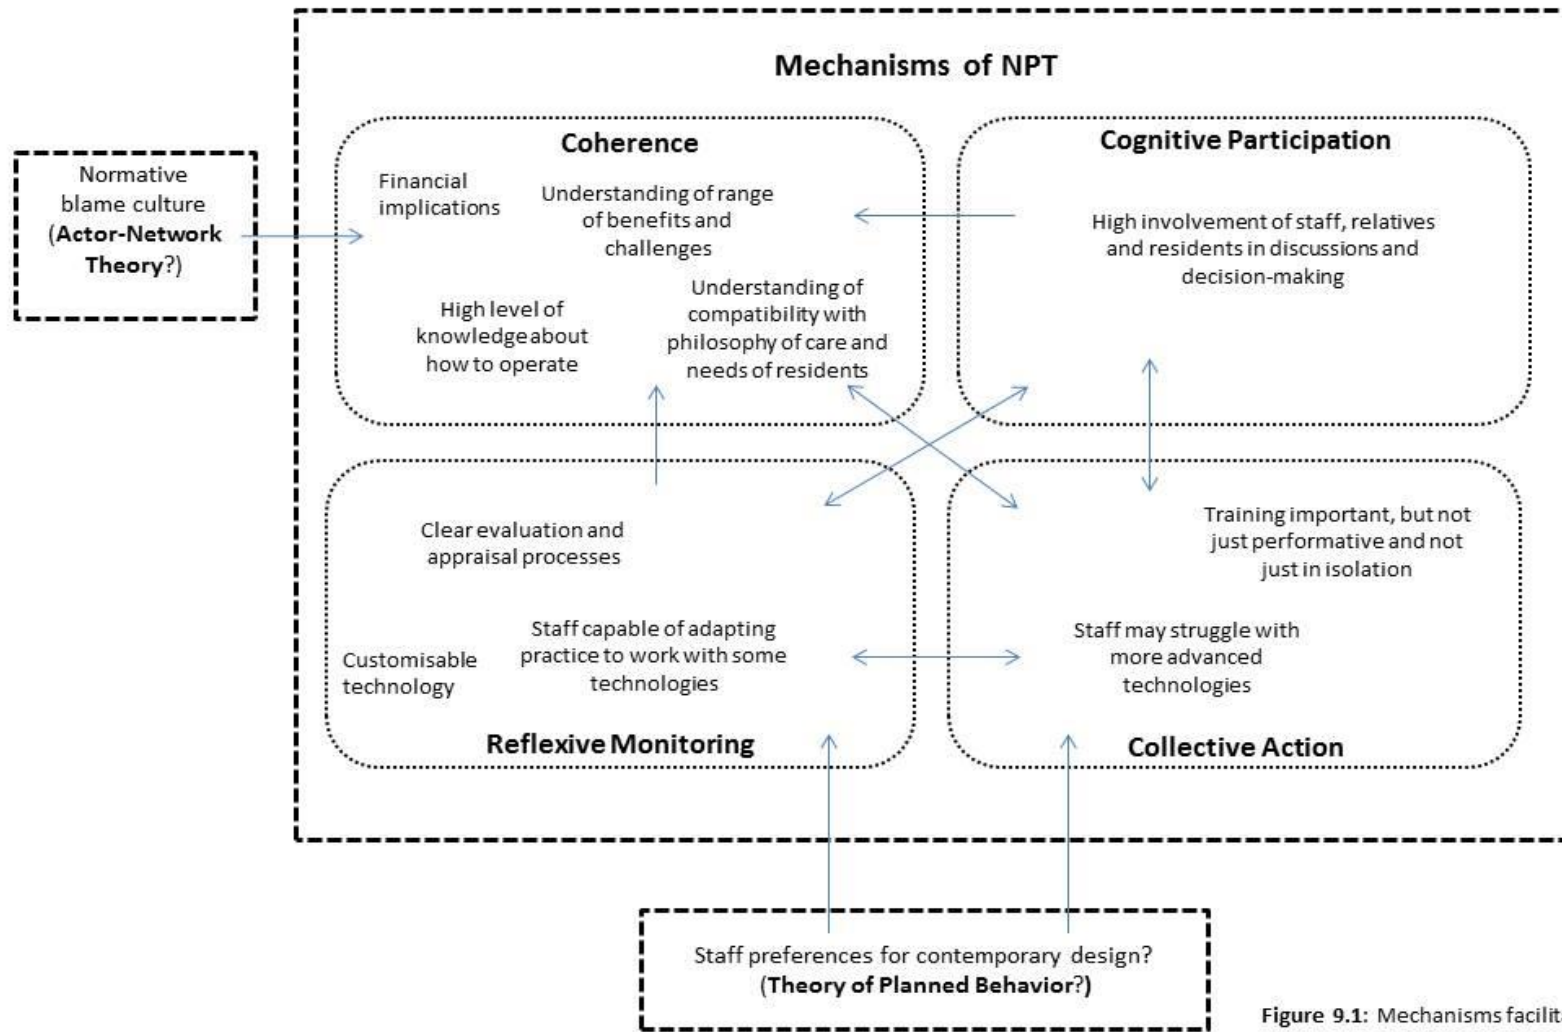 Mechanisms of NPT
Normative
blame culture
(Actor-Network
Theory?)
Coherence
Financial
implications
Understanding of range
of benefits and
challenges
High level of
knowledge about
how to operate
Understanding of
compatibility with
philosophy of care and
needs of residents
Cognitive Participation
High involvement of staff, relatives
and residents in discussions and
decision-making
Clear evaluation and
appraisal processes
Customisable
technology
Staff capable of adapting
practice to work with some
technologies
Reflexive Monitoring
Training important, but not
just performative and not
just in isolation
Staff may struggle with
more advanced
technologies
Collective Action
Staff preferences for contemporary design?
(Theory of Planned Behavior?)
Figure 9.1: Mechanisms facilit